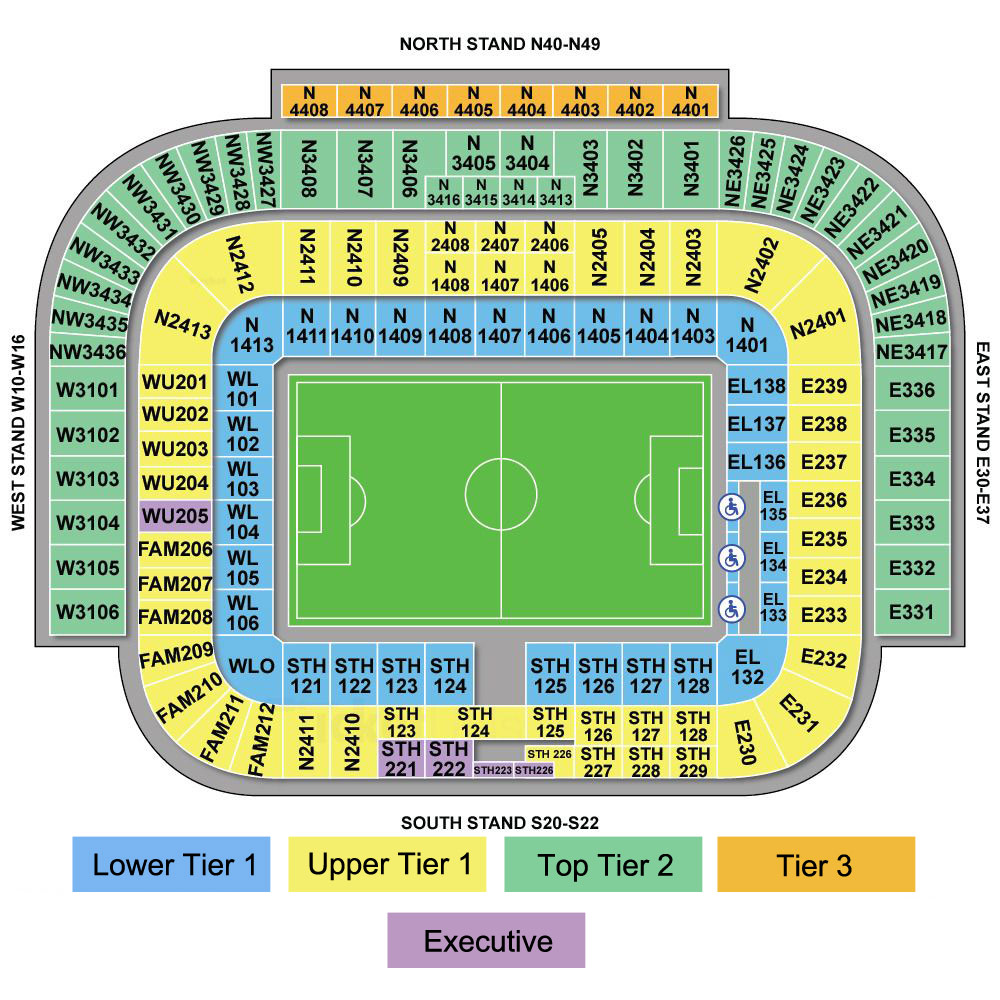 NORTH STAND N40-N49
N 4408
N 4407
N 4406
N 4405
N 4404
N 4403
N 4402
N 4401
NW3427
NW3428
NW3429
NW3430
NW3431
NW3432
NW3433
NW3434
NW3435
NW3436
N3408
N3407
N3406
N 3405
N 3404
N 3416
N 3415
N 3414
N 3413
N3403
N3402
N3401
NE3426
NE3425
NE3424
NE3423
NE3422
NE3421
NE3420
NE3419
NE3418
NE3417
N2413
N2412
N2411
N2410
N2409
N 2408
N 2407
N 2406
N 1408
N 1407
N 1406
N2405
N2404
N2403
N2402
N2401
N 1413
N 1411
N 1410
N 1409
N 1408
N 1407
N 1406
N 1405
N 1404
N 1403
N 1401
WEST STAND W10-W16
W3101
W3102
W3103
W3104
W3105
W3106
WU201
WU202
WU203
WU204
WU205
FAM206
FAM207
FAM208
FAM209
FAM210
FAM211
FAM212
WL 101
WL 102
WL 103
WL 104
WL 105
WL 106
WLO
EL138
EL137
EL136
EL 135
EL 134
EL 133
EL 132
E239
E238
E237
E236
E235
E234
E233
E232
E231
E230
E336
E335
E334
E333
E332
E331
EAST STAND E30-E37
STH 121
STH 122
STH 123
STH 124
STH 125
STH 126
STH 127
STH 128
N2411
N2410
STH 123
STH 124
STH 125
STH 126
STH 127
STH 128
STH 221
STH 222
STH223
STH226
STH 226
STH 227
STH 228
STH 229
SOUTH STAND S20-S22
Lower Tier 1
Upper Tier 1
Top Tier 2
Tier 3
Executive